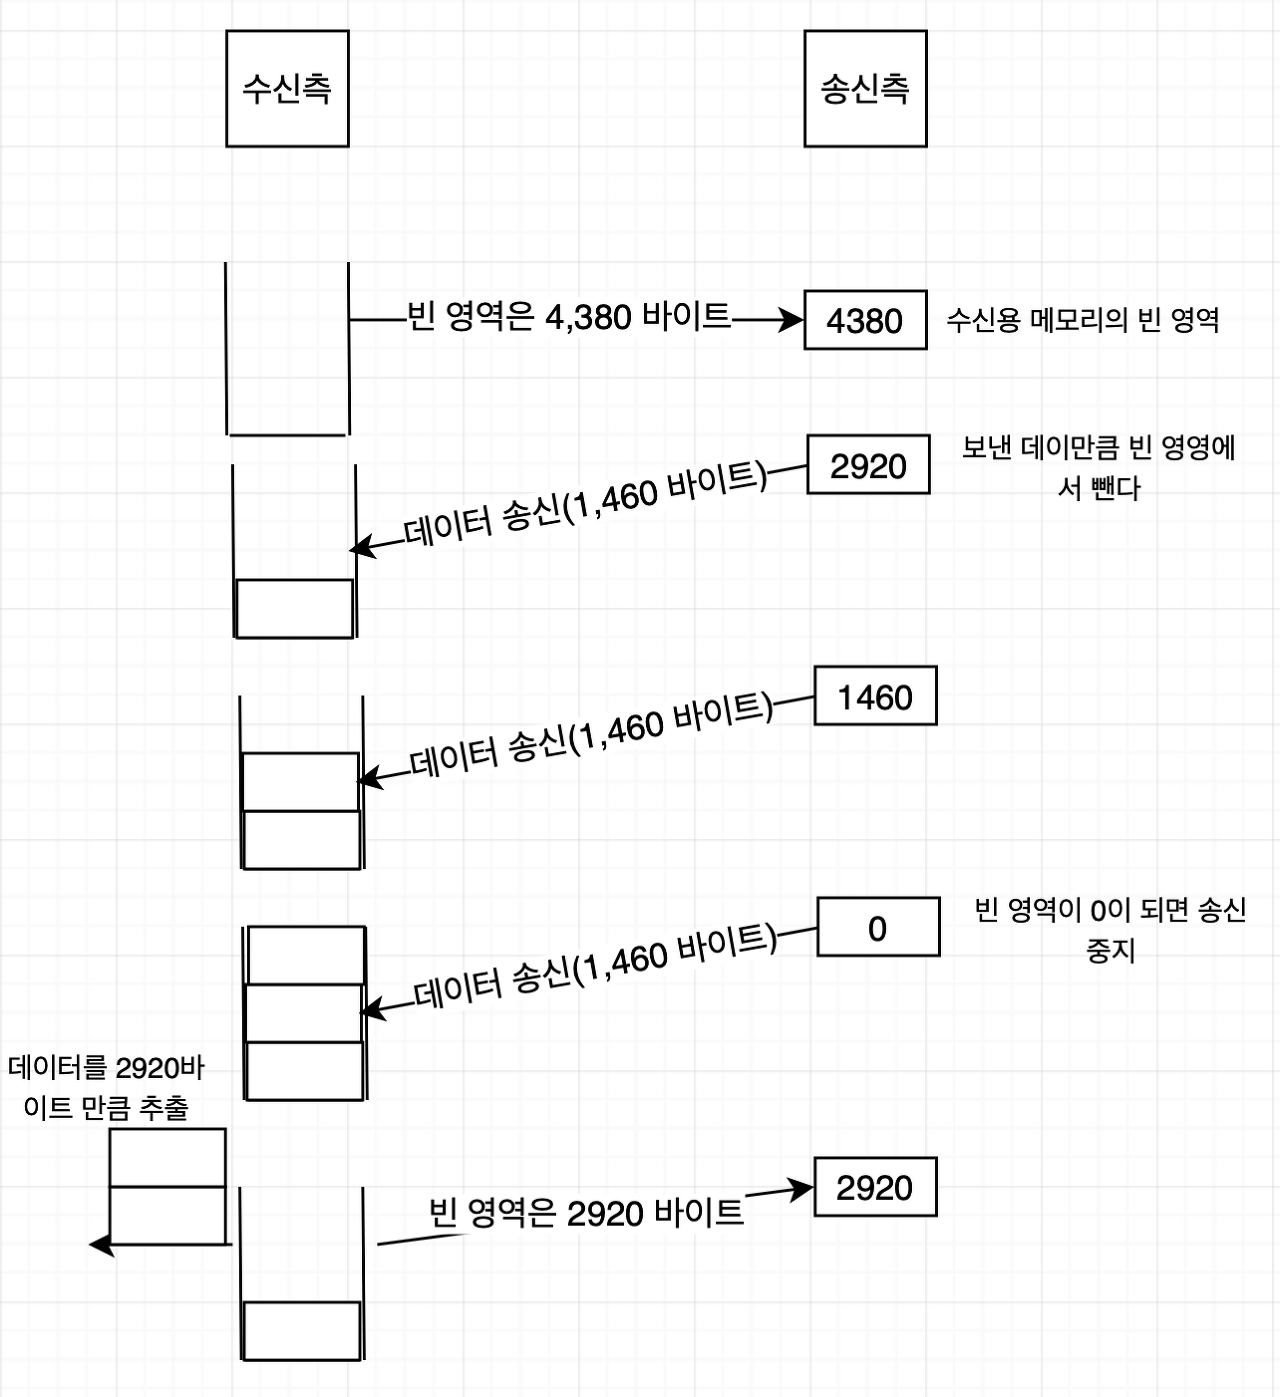 수신측
송신측
빈 영역은 4,380 바이트
4380
수신용 메모리의 빈 영역
2920
보낸 데이만큼 빈 영영에
서 뺀다
데이터 송신(1,460 바이트)
1460
데이터 송신(1,460 바이트)
0
빈 영역이 0이 되면 송신
중지
데이터 송신(1,460 바이트)
데이터를 2920바
이트 만큼 추출
빈 영역은 2920 바이트
2920